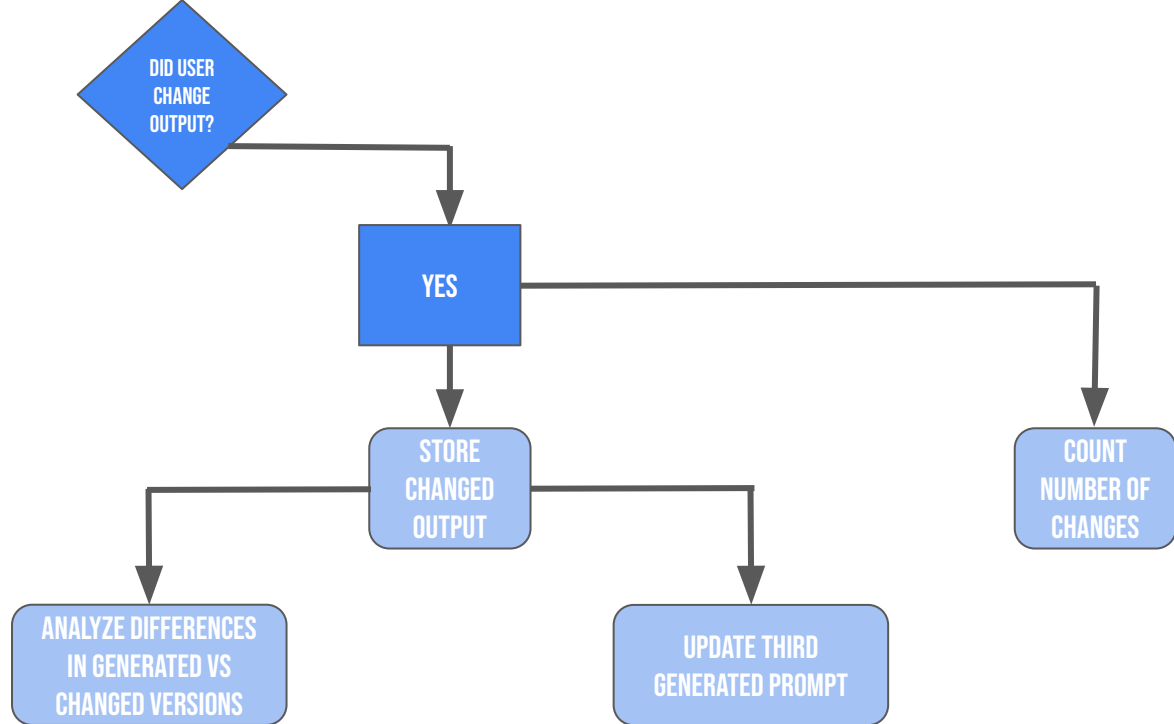 DID USER
CHANGE
OUTPUT?
YES
STORE
CHANGED
OUTPUT
COUNT
NUMBER OF
CHANGES
ANALYZE DIFFERENCES
IN GENERATED VS
CHANGED VERSIONS
UPDATE THIRD
GENERATED PROMPT